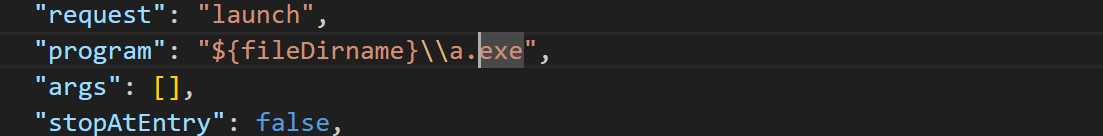 "request": "launch",
"program": "${fileDirname}\\a.exe",
"args": [],
"stopAtEntry": false,